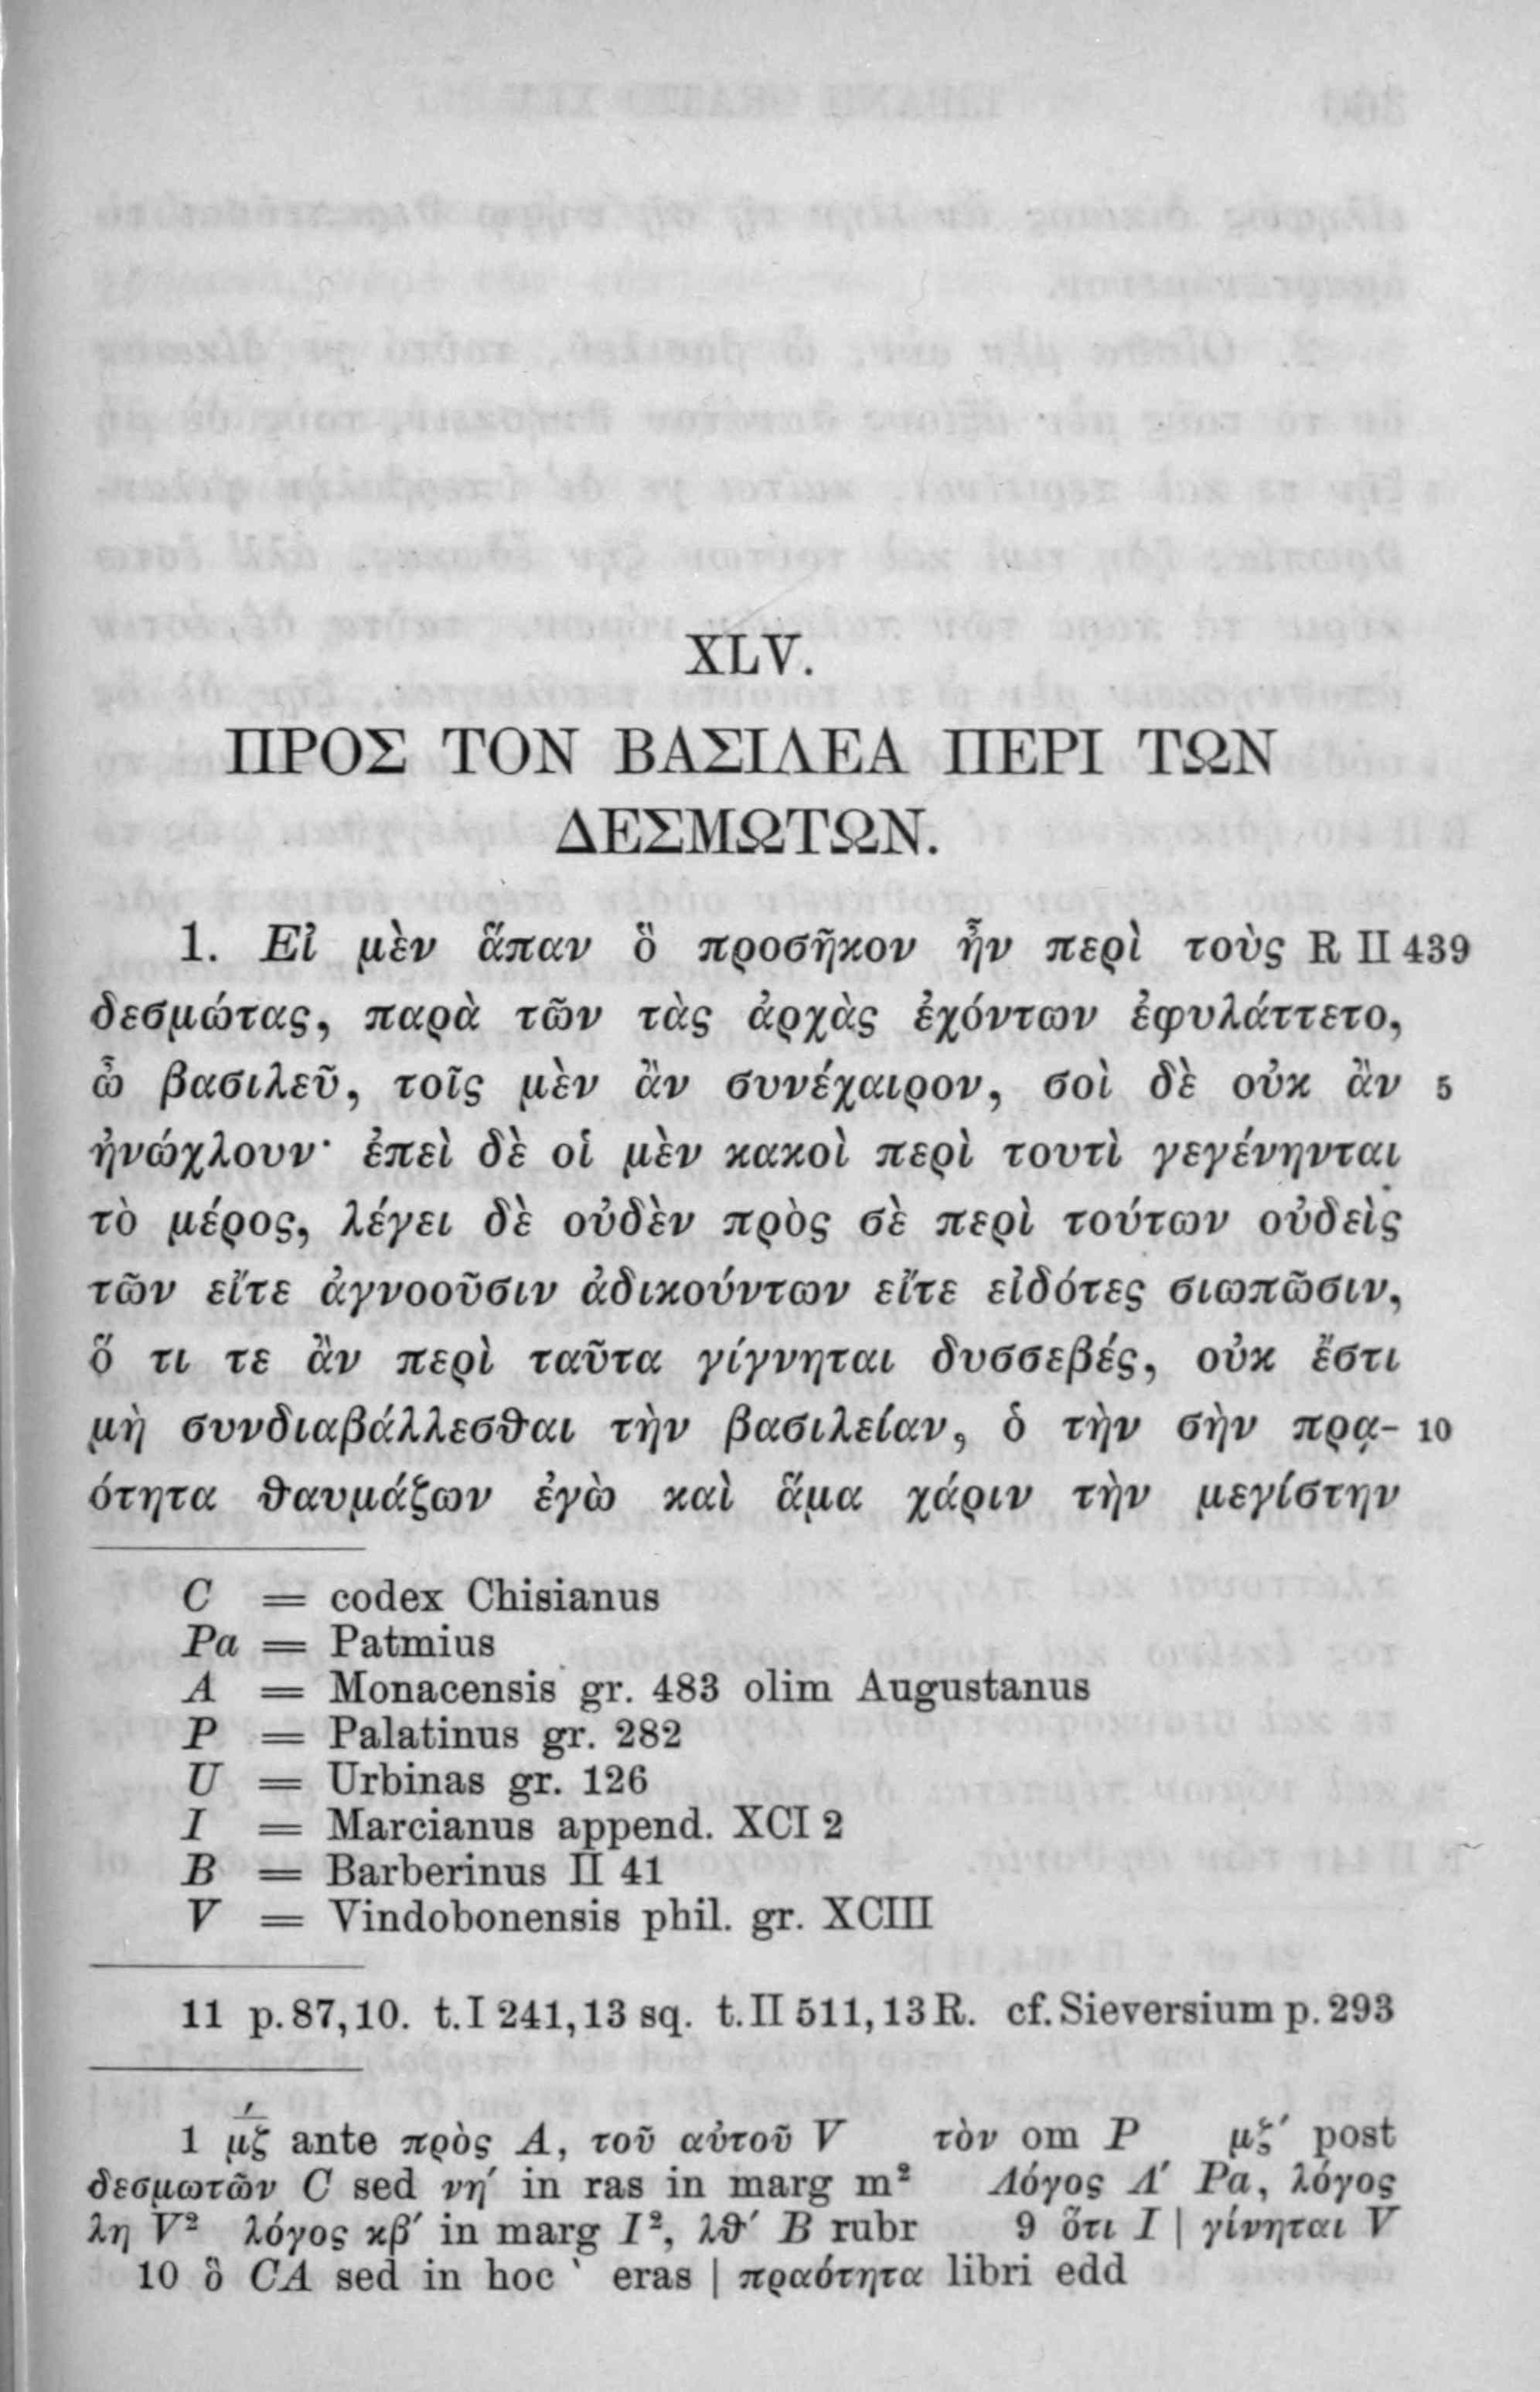 XLV.
ΠΡΟΣ ΤΟΝ ΒΑΣΙΛΕΑ ΠΕΡΙ ΤΩΝ
ΔΕΣΜΩΤΩΝ.
1. Εἰ μὲν ἅπαν ὃ προσῆκον ἦν περὶ τοὺς R II 439
δεσμώτας, παρὰ τῶν τὰς ἀρχὰς ἐχόντων ἐφυλάττετο,
ὦ βασιλεῦ, τοῖς μὲν ἂν συνέχαιρον, σοὶ δὲ οὐκ ἂν 5
ἠνώχλουν· ἐπεὶ δὲ οἱ μὲν κακοὶ περὶ τουτὶ γεγένηνται
τὸ μέρος, λέγει δὲ οὐδὲν πρὸς σὲ περὶ τούτων οὐδεὶς
τῶν εἴτε ἀγνοοῦσιν ἀδικούντων εἴτε εἰδότες σιωπῶσιν,
ὅ τι τε ἂν περὶ ταῦτα γίγνηται δυσσεβές, οὐκ ἔστι
μὴ συνδιαβάλλεσθαι τὴν βασιλείαν, ὁ τὴν σὴν πρᾳ- 10
ότητα θαυμάζων ἐγὼ καὶ ἅμα χάριν τὴν μεγίστην
C = codex Chisianus
Pa = Patmius
A = Monacensis gr. 483 olim Augustanus
P = Palatinus gr. 282
U = Urbinas gr. 126
I = Marcianus append. XCI 2
B = Barberinus II 41
V = Vindobonensis phil. gr. XCIII
11 p. 87, 10. t. I 241, 13 sq. t. II 511, 13 R. cf. Sieversium p. 293
1 μζ́ ante πρὸς A, τοῦ αὐτοῦ V τὸν om P μζ′ post
δεσμωτῶν C sed νη′ in ras in marg m² Λόγος Λ′ Pa, λόγος
λη V² λόγος κβ′ in marg I², λθ′ B rubr 9 ὅτι I | γίνηται V
10 ὃ CA sed in hoc ` eras | πραότητα libri edd